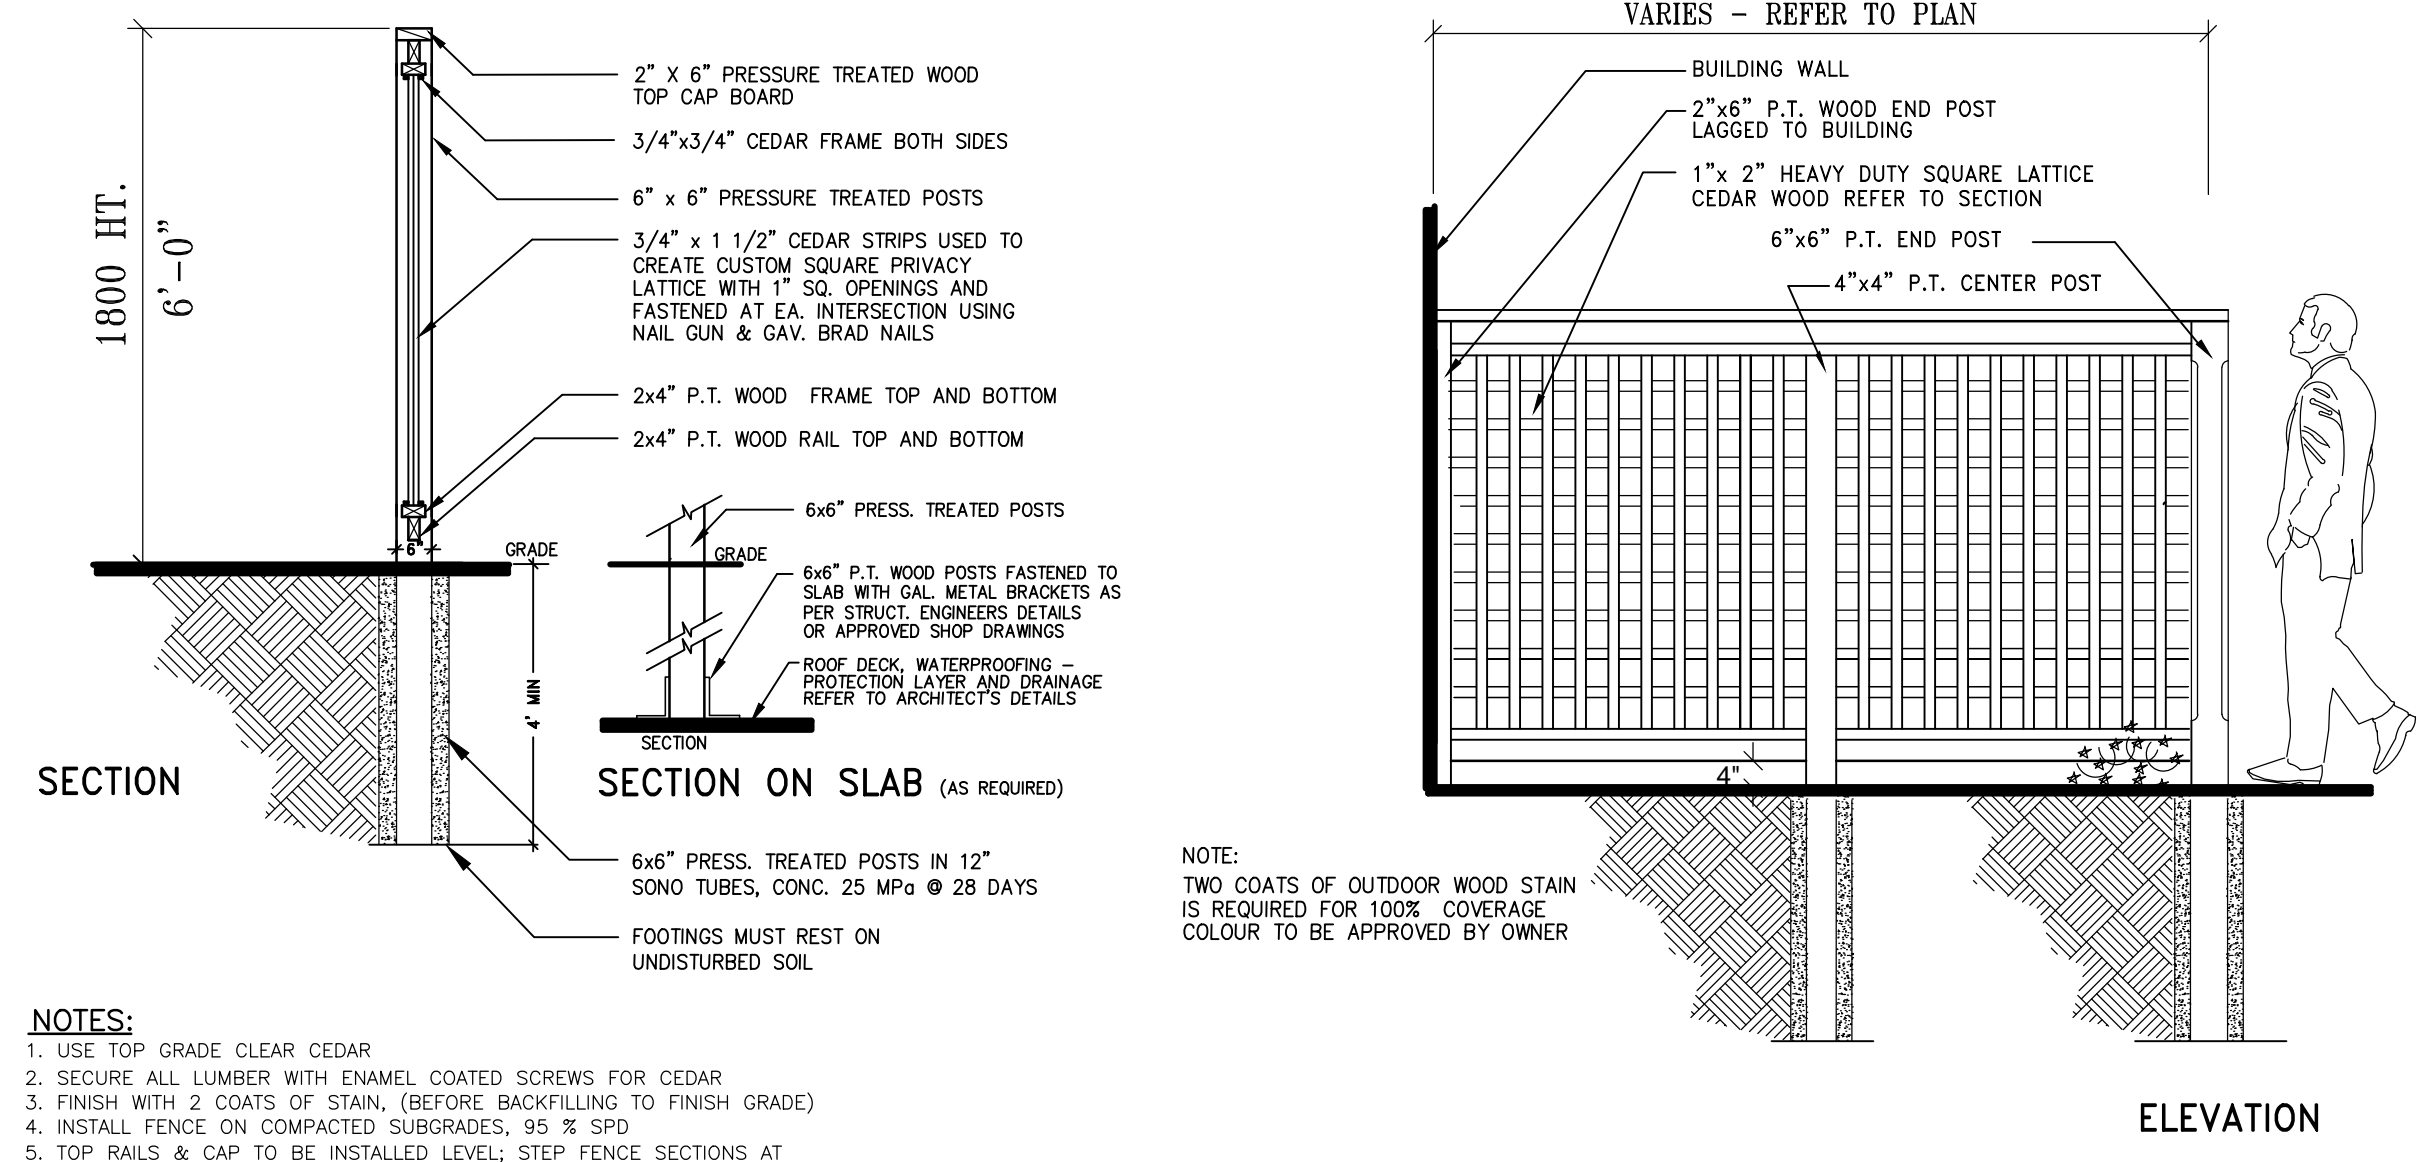 1800 HT.
6'-0"
2" X 6" PRESSURE TREATED WOOD
TOP CAP BOARD
3/4"x3/4" CEDAR FRAME BOTH SIDES
6" x 6" PRESSURE TREATED POSTS
3/4" x 1 1/2" CEDAR STRIPS USED TO
CREATE CUSTOM SQUARE PRIVACY
LATTICE WITH 1" SQ. OPENINGS AND
FASTENED AT EA. INTERSECTION USING
NAIL GUN & GAV. BRAD NAILS
2x4" P.T. WOOD FRAME TOP AND BOTTOM
2x4" P.T. WOOD RAIL TOP AND BOTTOM
6"
GRADE
4' MIN
SECTION
6x6" PRESS. TREATED POSTS
GRADE
6x6" P.T. WOOD POSTS FASTENED TO
SLAB WITH GAL. METAL BRACKETS AS
PER STRUCT. ENGINEERS DETAILS
OR APPROVED SHOP DRAWINGS
ROOF DECK, WATERPROOFING –
PROTECTION LAYER AND DRAINAGE
REFER TO ARCHITECT'S DETAILS
SECTION
SECTION ON SLAB (AS REQUIRED)
6x6" PRESS. TREATED POSTS IN 12"
SONO TUBES, CONC. 25 MPa @ 28 DAYS
FOOTINGS MUST REST ON
UNDISTURBED SOIL
NOTES:
1. USE TOP GRADE CLEAR CEDAR
2. SECURE ALL LUMBER WITH ENAMEL COATED SCREWS FOR CEDAR
3. FINISH WITH 2 COATS OF STAIN, (BEFORE BACKFILLING TO FINISH GRADE)
4. INSTALL FENCE ON COMPACTED SUBGRADES, 95 % SPD
5. TOP RAILS & CAP TO BE INSTALLED LEVEL; STEP FENCE SECTIONS AT
VARIES – REFER TO PLAN
BUILDING WALL
2"x6" P.T. WOOD END POST
LAGGED TO BUILDING
1"x 2" HEAVY DUTY SQUARE LATTICE
CEDAR WOOD REFER TO SECTION
6"x6" P.T. END POST
4"x4" P.T. CENTER POST
4"
NOTE:
TWO COATS OF OUTDOOR WOOD STAIN
IS REQUIRED FOR 100% COVERAGE
COLOUR TO BE APPROVED BY OWNER
ELEVATION